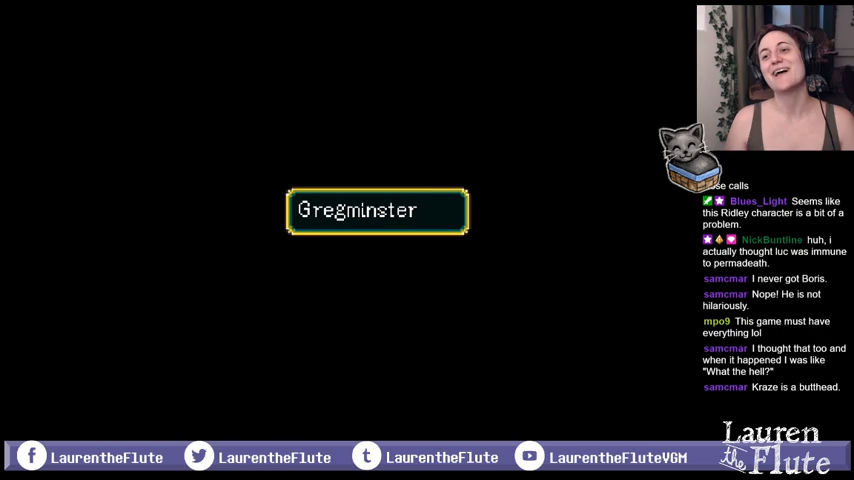 Gregminster
calls
Blues_Light Seems like
this Ridley character is a bit of a
problem.
NickBuntline huh, i
actually thought luc was immune
to permadeath.
samcmar I never got Boris.
samcmar Nope! He is not
hilariously.
mpo9 This game must have
everything lol
samcmar I thought that too and
when it happened I was like
"What the hell?"
samcmar Kraze is a butthead.
LaurentheFlute
LaurentheFlute
LaurentheFlute
LaurentheFluteVGM
Lauren
the Flute